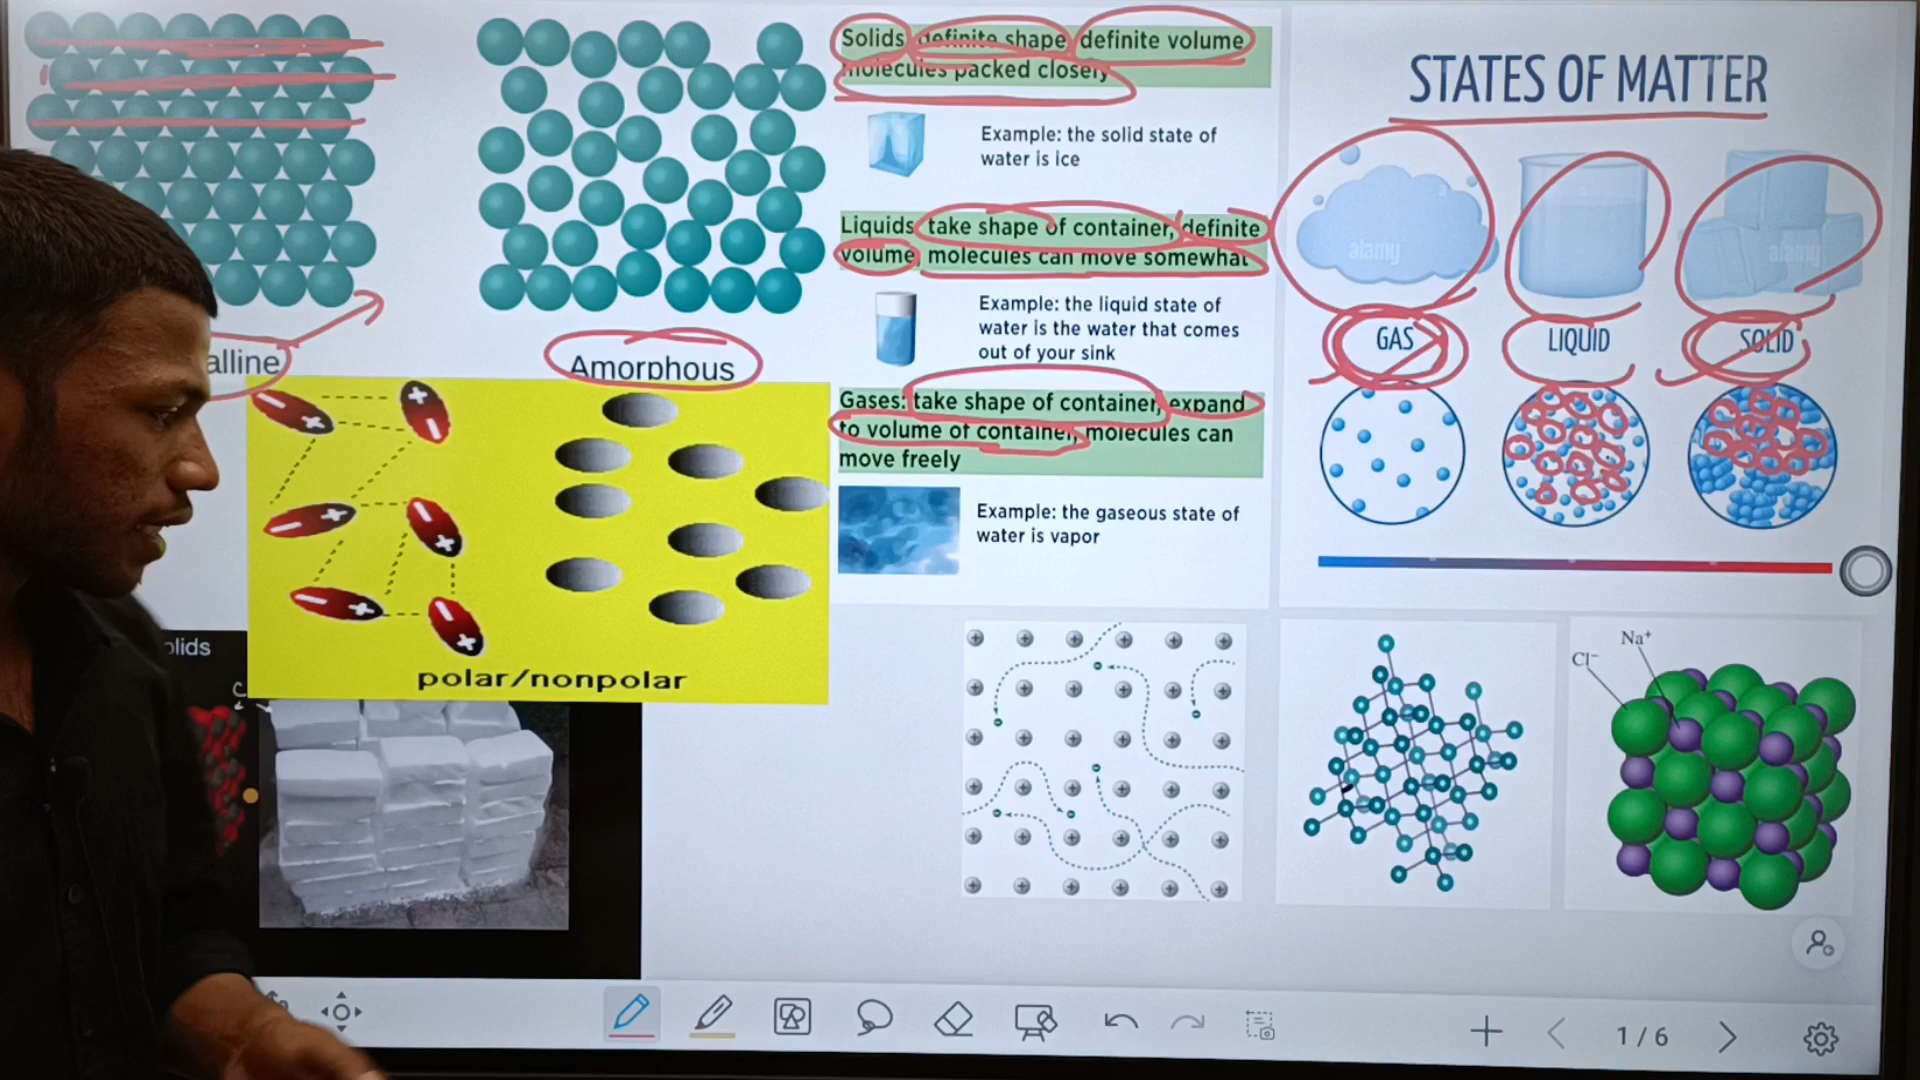 Solids: definite shape, definite volume
molecules packed closely
Example: the solid state of
water is ice
Liquids: take shape of container, definite
volume, molecules can move somewhat
Example: the liquid state of
water is the water that comes
out of your sink
Gases: take shape of container, expand
to volume of container, molecules can
move freely
Example: the gaseous state of
water is vapor
STATES OF MATTER
alamy
alamy
GAS
LIQUID
SOLID
alline
Amorphous
polar/nonpolar
olids
Na⁺
Cl⁻
1 / 6